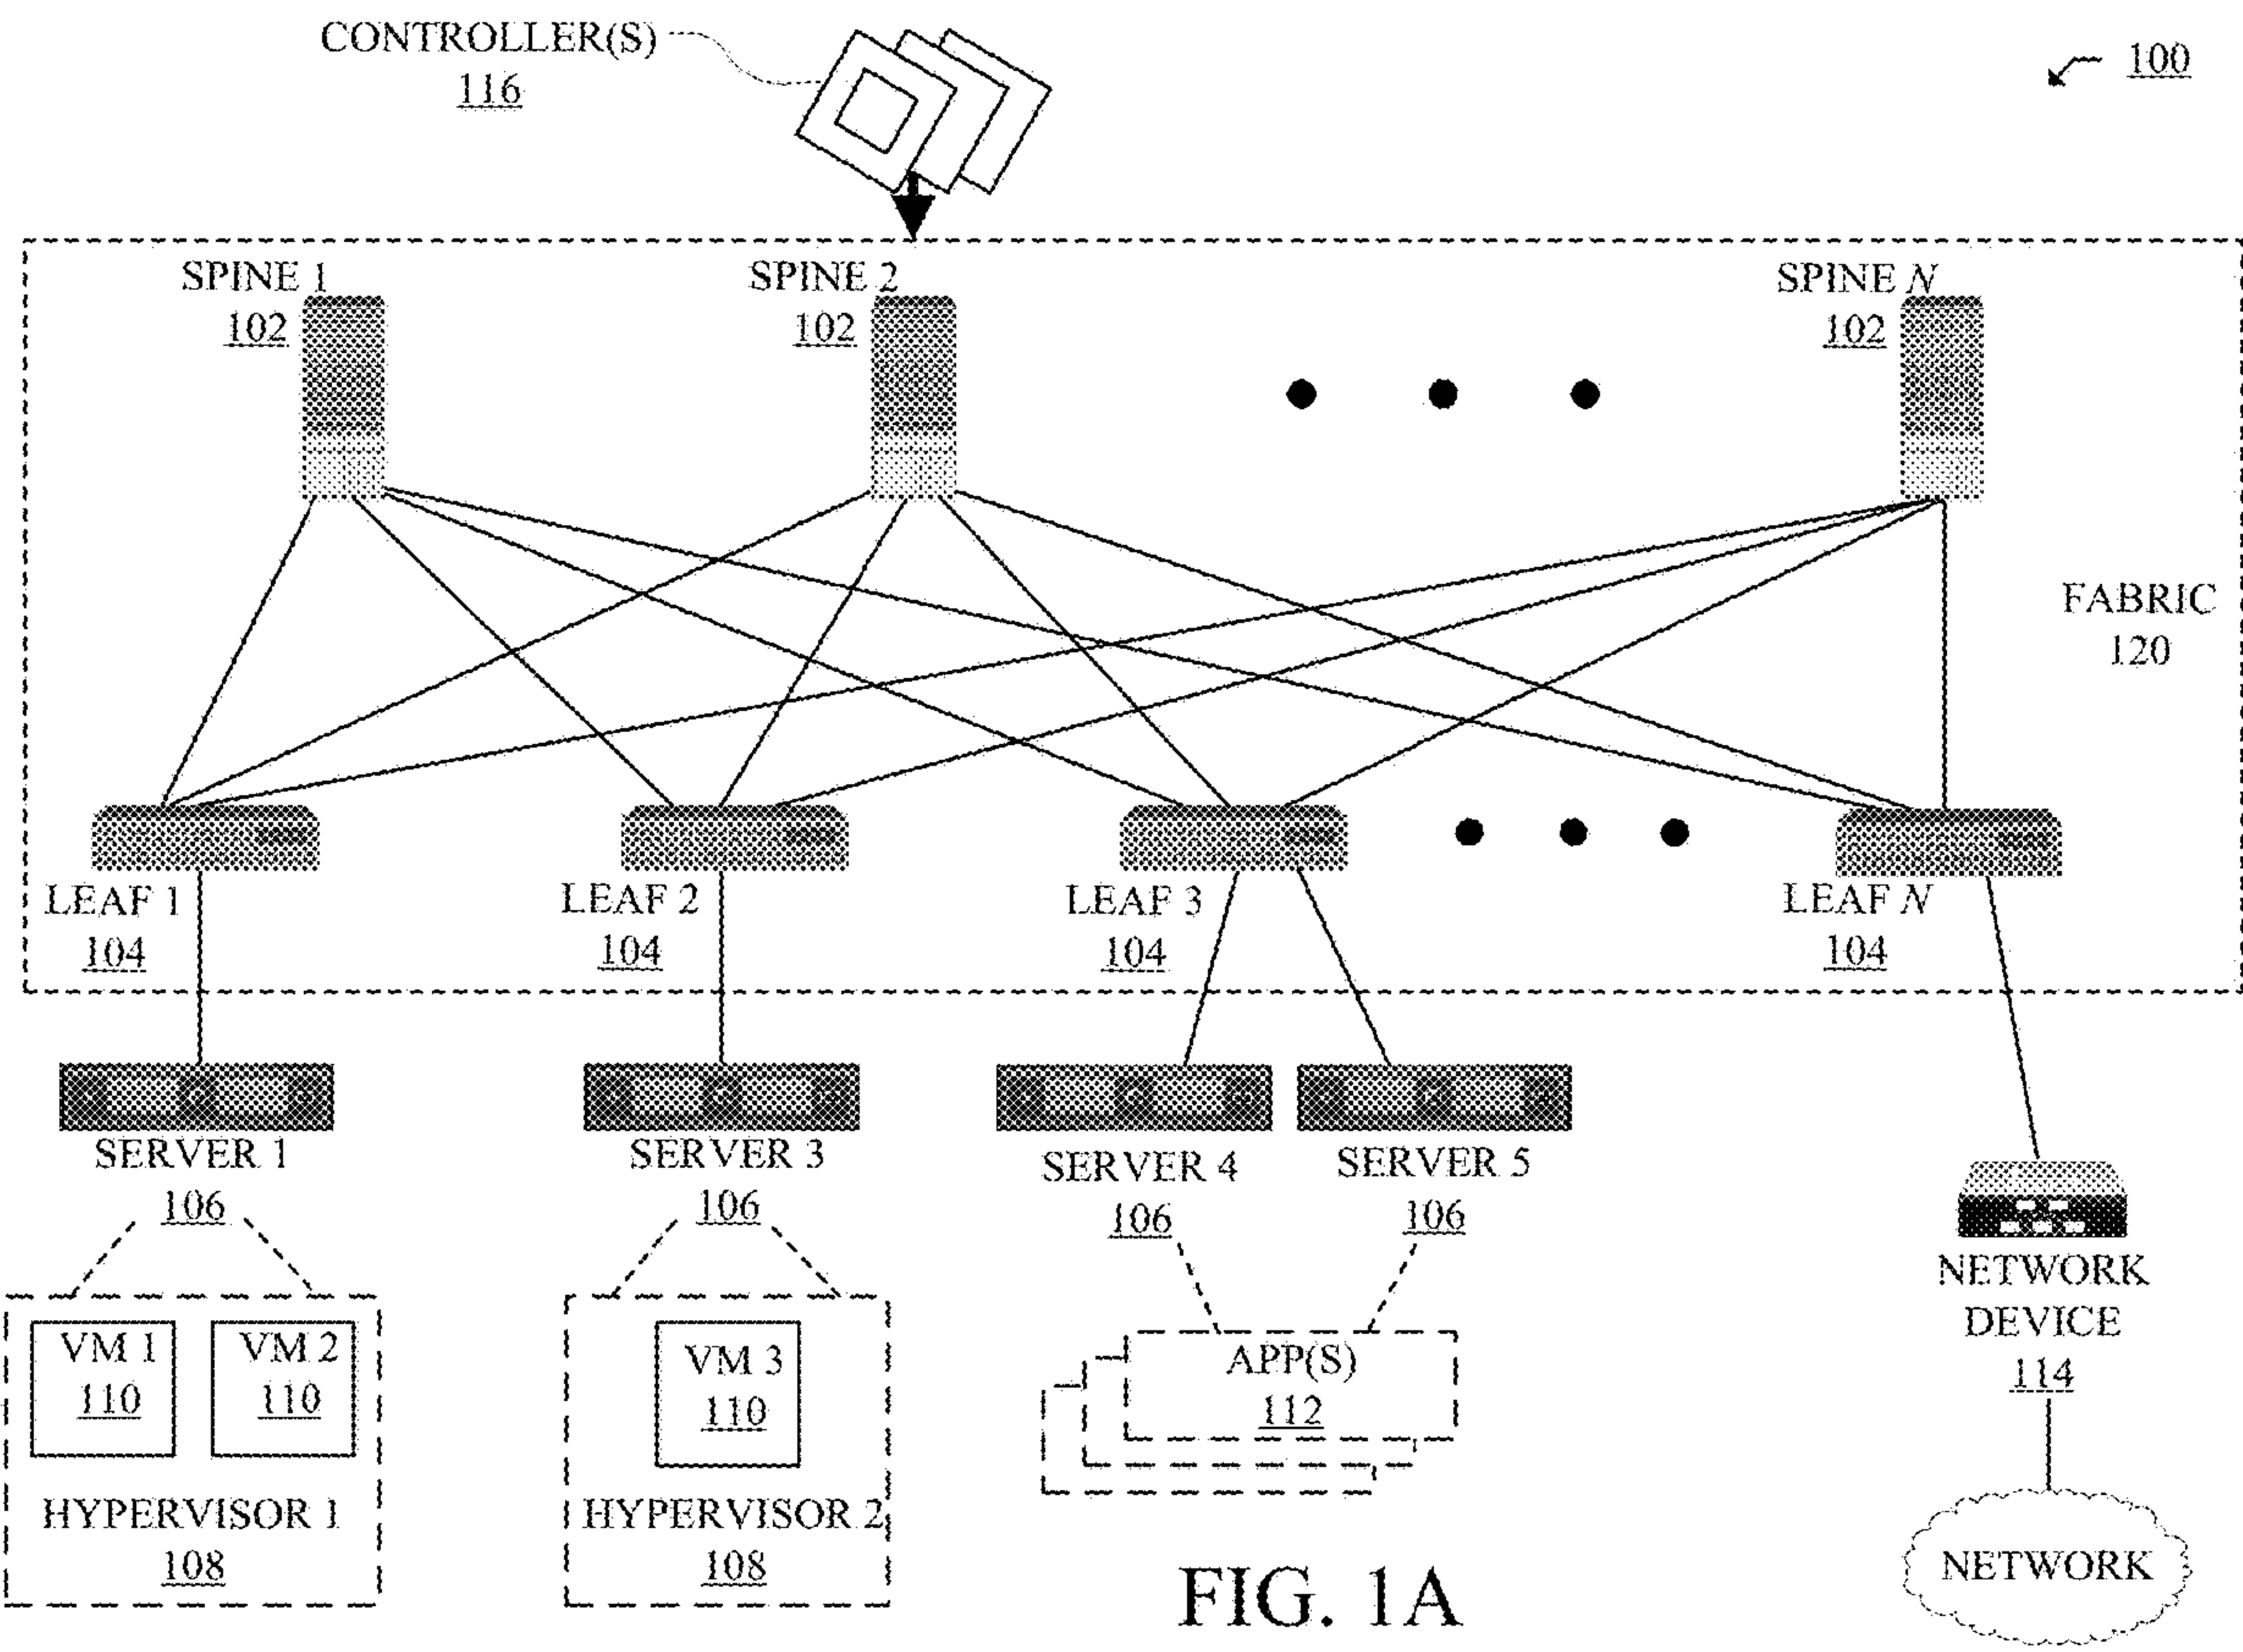 CONTROLLER(S)
116
100
SPINE 1
102
SPINE 2
102
SPINE N
102
FABRIC
120
LEAF 1
104
LEAF 2
104
LEAF 3
104
LEAF N
104
SERVER 1
106
SERVER 3
106
SERVER 4
106
SERVER 5
106
NETWORK
DEVICE
114
VM 1
110
VM 2
110
HYPERVISOR 1
108
VM 3
110
HYPERVISOR 2
108
APP(S)
112
NETWORK
FIG. 1A